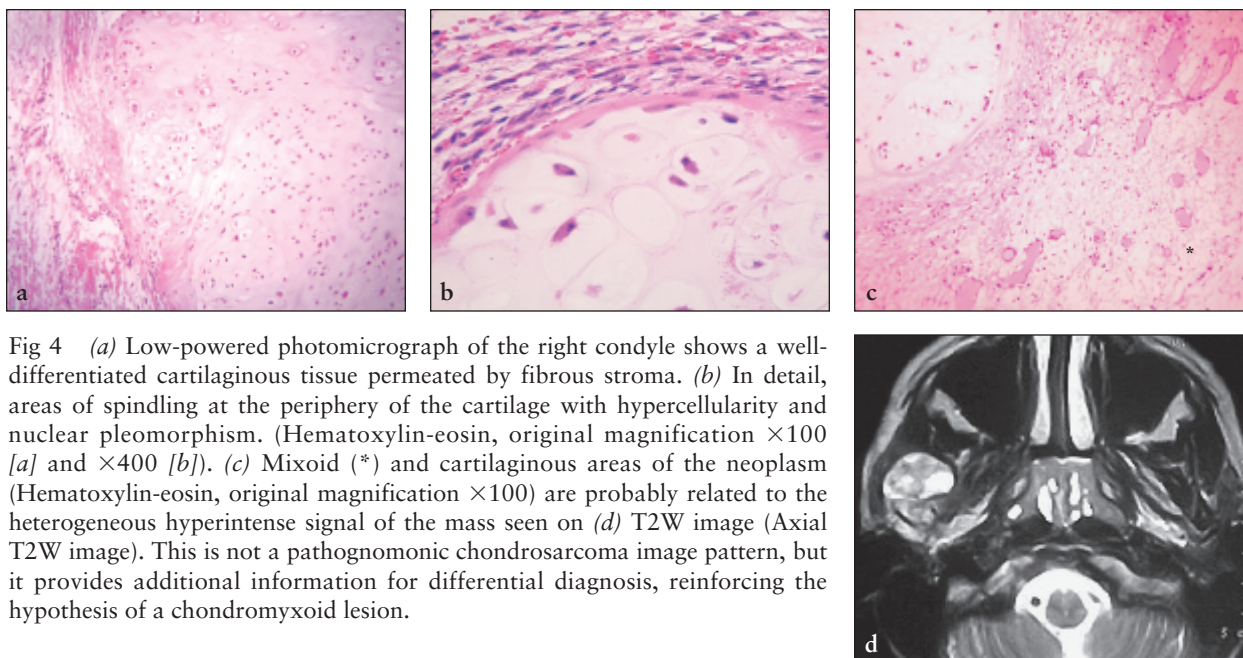 a
b
c
*
Fig 4 (a) Low-powered photomicrograph of the right condyle shows a well-
differentiated cartilaginous tissue permeated by fibrous stroma. (b) In detail,
areas of spindling at the periphery of the cartilage with hypercellularity and
nuclear pleomorphism. (Hematoxylin-eosin, original magnification ×100
[a] and ×400 [b]). (c) Mixoid (*) and cartilaginous areas of the neoplasm
(Hematoxylin-eosin, original magnification ×100) are probably related to the
heterogeneous hyperintense signal of the mass seen on (d) T2W image (Axial
T2W image). This is not a pathognomonic chondrosarcoma image pattern, but
it provides additional information for differential diagnosis, reinforcing the
hypothesis of a chondromyxoid lesion.
d